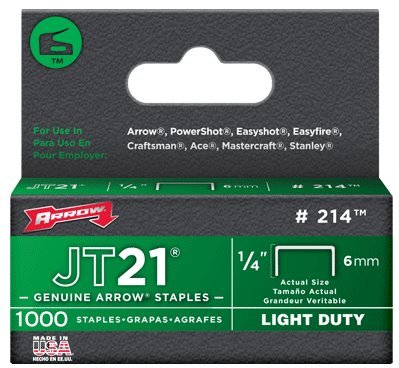 TM
For Use In
Para Uso En
Pour Employer:
Arrow®, PowerShot®, Easyshot®, Easyfire®,
Craftsman®, Ace®, Mastercraft®, Stanley®
JT21™ 1/4" 6mm # 214™
ARROW
# 214™
JT21®
GENUINE ARROW® STAPLES
1/4" 6mm
Actual Size
Tamaño Actual
Grandeur Veritable
1000 STAPLES•GRAPAS•AGRAFES
LIGHT DUTY
MADE IN
USA
HECHO EN EE.UU.